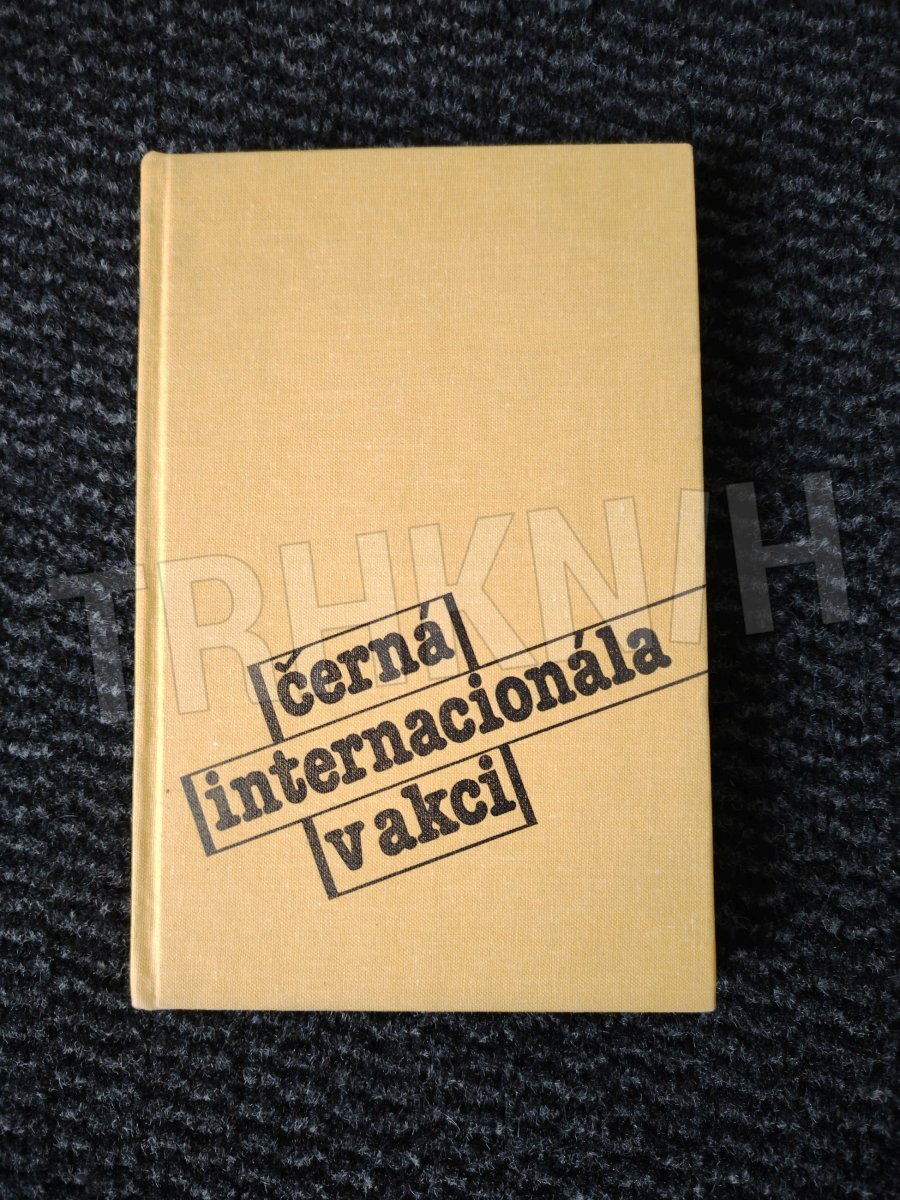 černá
internacionála
v akci
TRHKNIH